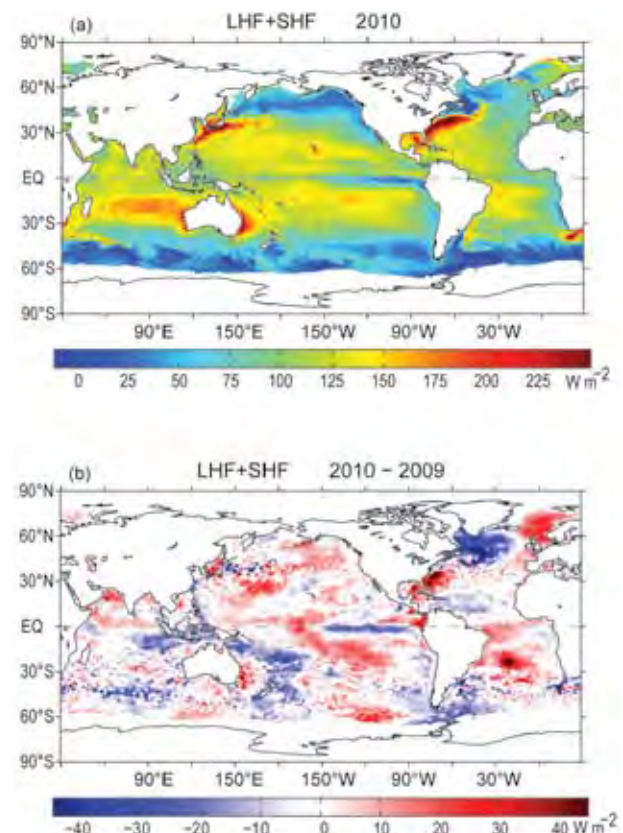 (a) LHF+SHF 2010
90°N
60°N
30°N
EQ
30°S
60°S
90°S
90°E 150°E 150°W 90°W 30°W
0 25 50 75 100 125 150 175 200 225 W m⁻²
(b) LHF+SHF 2010 − 2009
90°N
60°N
30°N
EQ
30°S
60°S
90°S
90°E 150°E 150°W 90°W 30°W
−40 −30 −20 −10 0 10 20 30 40 W m⁻²